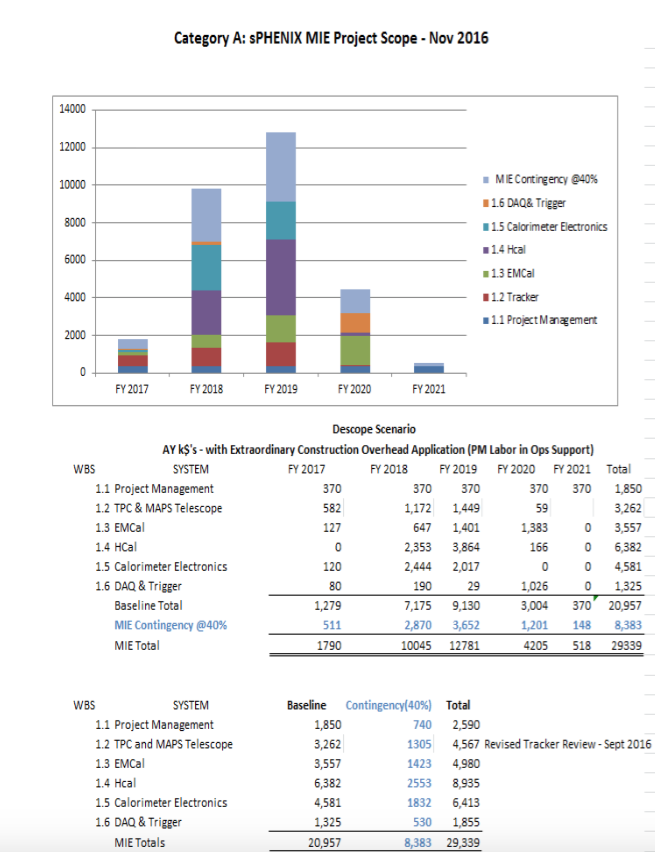 Category A: sPHENIX MIE Project Scope - Nov 2016
14000
12000
10000
8000
6000
4000
2000
0
FY 2017 FY 2018 FY 2019 FY 2020 FY 2021
MIE Contingency @40%
1.6 DAQ& Trigger
1.5 Calorimeter Electronics
1.4 Hcal
1.3 EMCal
1.2 Tracker
1.1 Project Management
Descope Scenario
AY k$'s - with Extraordinary Construction Overhead Application (PM Labor in Ops Support)
WBS SYSTEM FY 2017 FY 2018 FY 2019 FY 2020 FY 2021 Total
1.1 Project Management 370 370 370 370 370 1,850
1.2 TPC & MAPS Telescope 582 1,172 1,449 59 3,262
1.3 EMCal 127 647 1,401 1,383 0 3,557
1.4 HCal 0 2,353 3,864 166 0 6,382
1.5 Calorimeter Electronics 120 2,444 2,017 0 0 4,581
1.6 DAQ & Trigger 80 190 29 1,026 0 1,325
Baseline Total 1,279 7,175 9,130 3,004 370 20,957
MIE Contingency @40% 511 2,870 3,652 1,201 148 8,383
MIE Total 1790 10045 12781 4205 518 29339
WBS SYSTEM Baseline Contingency(40%) Total
1.1 Project Management 1,850 740 2,590
1.2 TPC and MAPS Telescope 3,262 1305 4,567 Revised Tracker Review - Sept 2016
1.3 EMCal 3,557 1423 4,980
1.4 Hcal 6,382 2553 8,935
1.5 Calorimeter Electronics 4,581 1832 6,413
1.6 DAQ & Trigger 1,325 530 1,855
MIE Totals 20,957 8,383 29,339